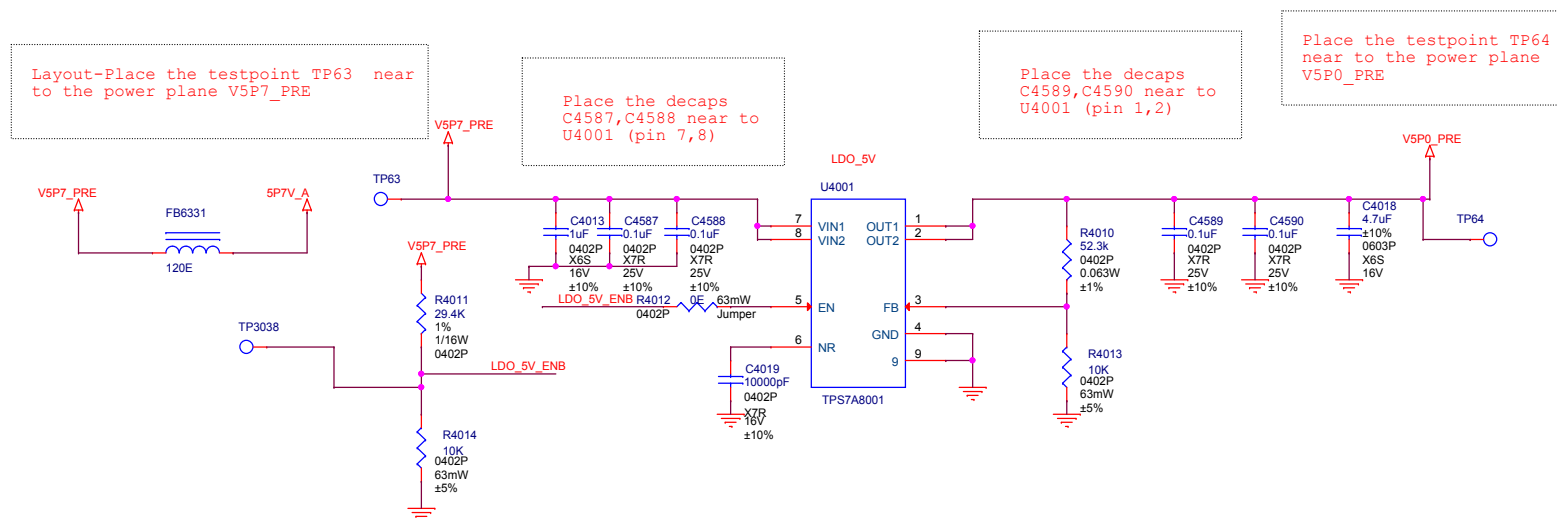 Layout-Place the testpoint TP63  near
to the power plane V5P7_PRE
Place the decaps
C4587,C4588 near to
U4001 (pin 7,8)
Place the decaps
C4589,C4590 near to
U4001 (pin 1,2)
Place the testpoint TP64
near to the power plane
V5P0_PRE
V5P7_PRE
5P7V_A
FB6331
120E
V5P7_PRE
TP63
C4013
1uF
0402P
X6S
16V
±10%
C4587
0.1uF
0402P
X7R
25V
±10%
C4588
0.1uF
0402P
X7R
25V
±10%
LDO_5V
U4001
7
VIN1
8
VIN2
OUT1
1
OUT2
2
5
EN
FB
3
GND
4
6
NR
9
9
TPS7A8001
LDO_5V_ENB
R4012
0402P
0E
63mW
Jumper
C4019
10000pF
0402P
X7R
16V
±10%
V5P7_PRE
R4011
29.4K
1%
1/16W
0402P
TP3038
LDO_5V_ENB
R4014
10K
0402P
63mW
±5%
R4010
52.3k
0402P
0.063W
±1%
R4013
10K
0402P
63mW
±5%
C4589
0.1uF
0402P
X7R
25V
±10%
C4590
0.1uF
0402P
X7R
25V
±10%
C4018
4.7uF
±10%
0603P
X6S
16V
V5P0_PRE
TP64